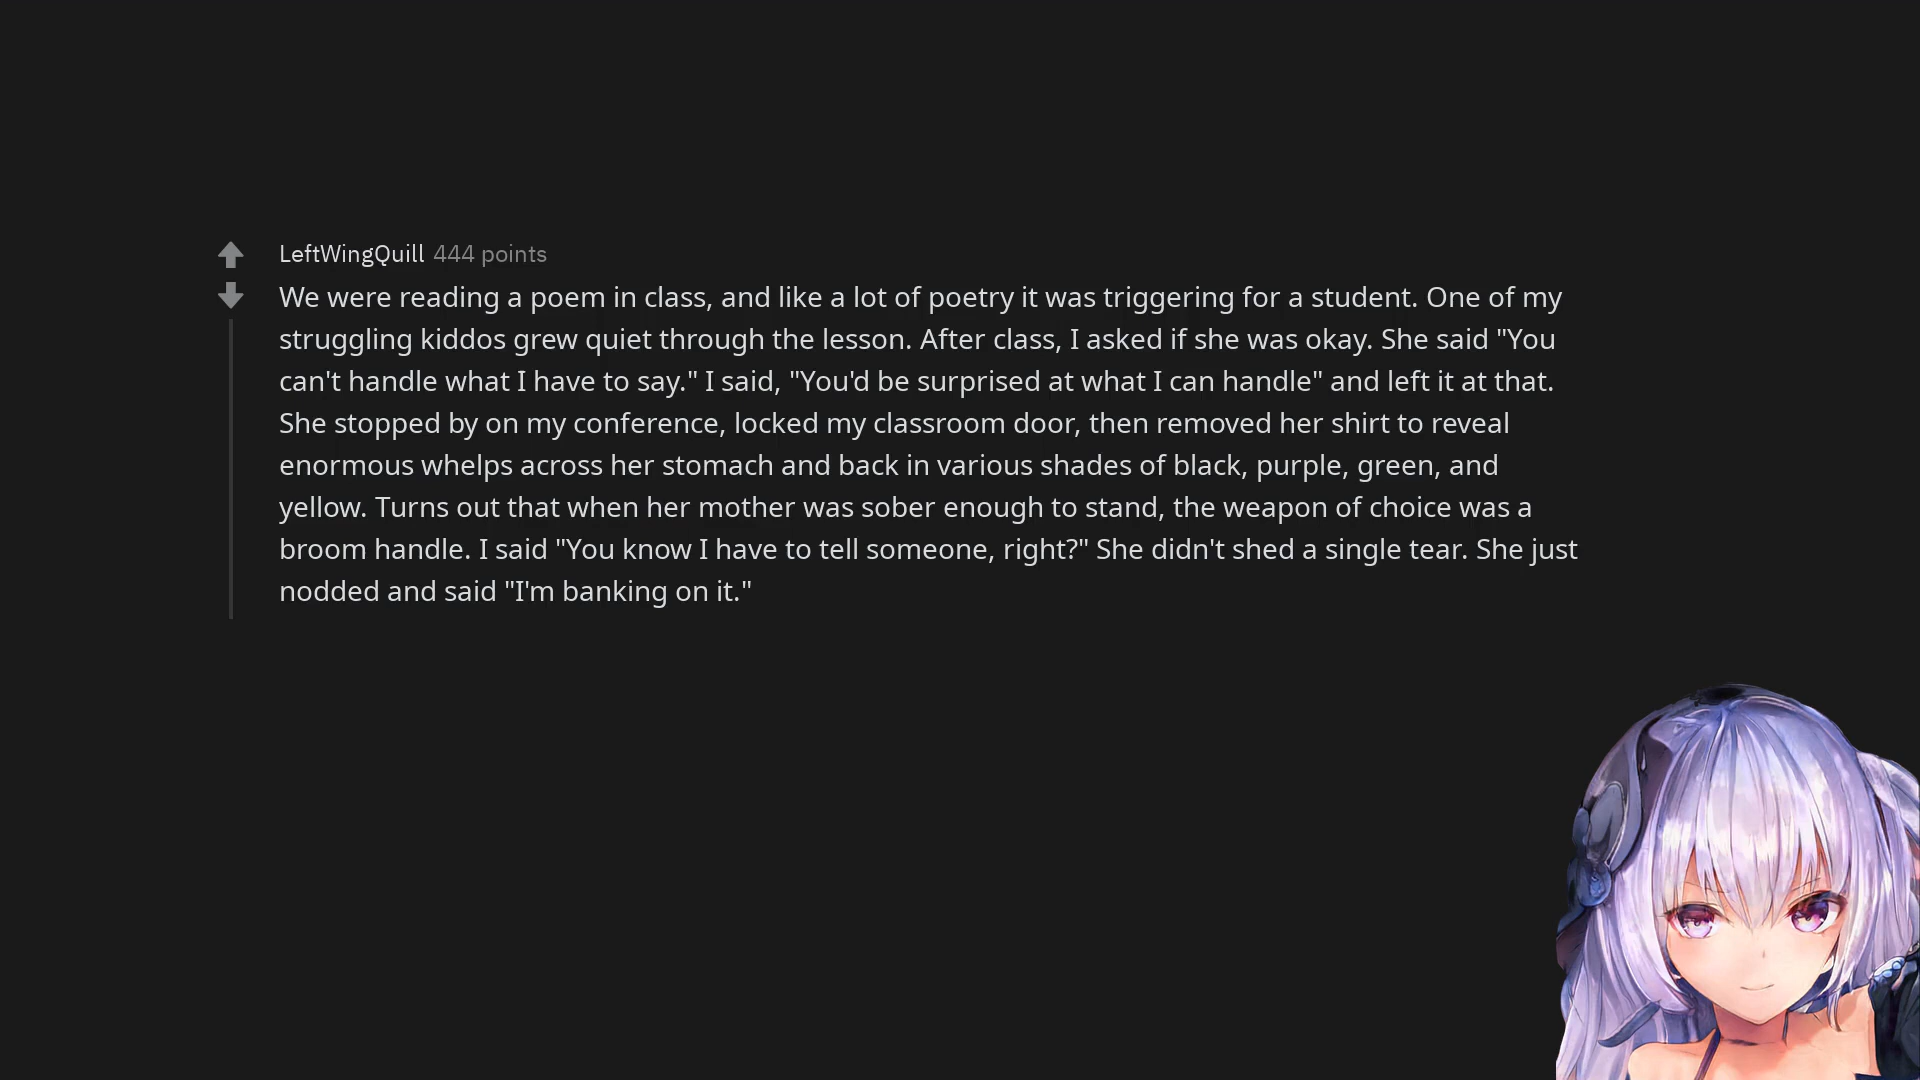 LeftWingQuill 444 points
We were reading a poem in class, and like a lot of poetry it was triggering for a student. One of my
struggling kiddos grew quiet through the lesson. After class, I asked if she was okay. She said "You
can't handle what I have to say." I said, "You'd be surprised at what I can handle" and left it at that.
She stopped by on my conference, locked my classroom door, then removed her shirt to reveal
enormous whelps across her stomach and back in various shades of black, purple, green, and
yellow. Turns out that when her mother was sober enough to stand, the weapon of choice was a
broom handle. I said "You know I have to tell someone, right?" She didn't shed a single tear. She just
nodded and said "I'm banking on it."